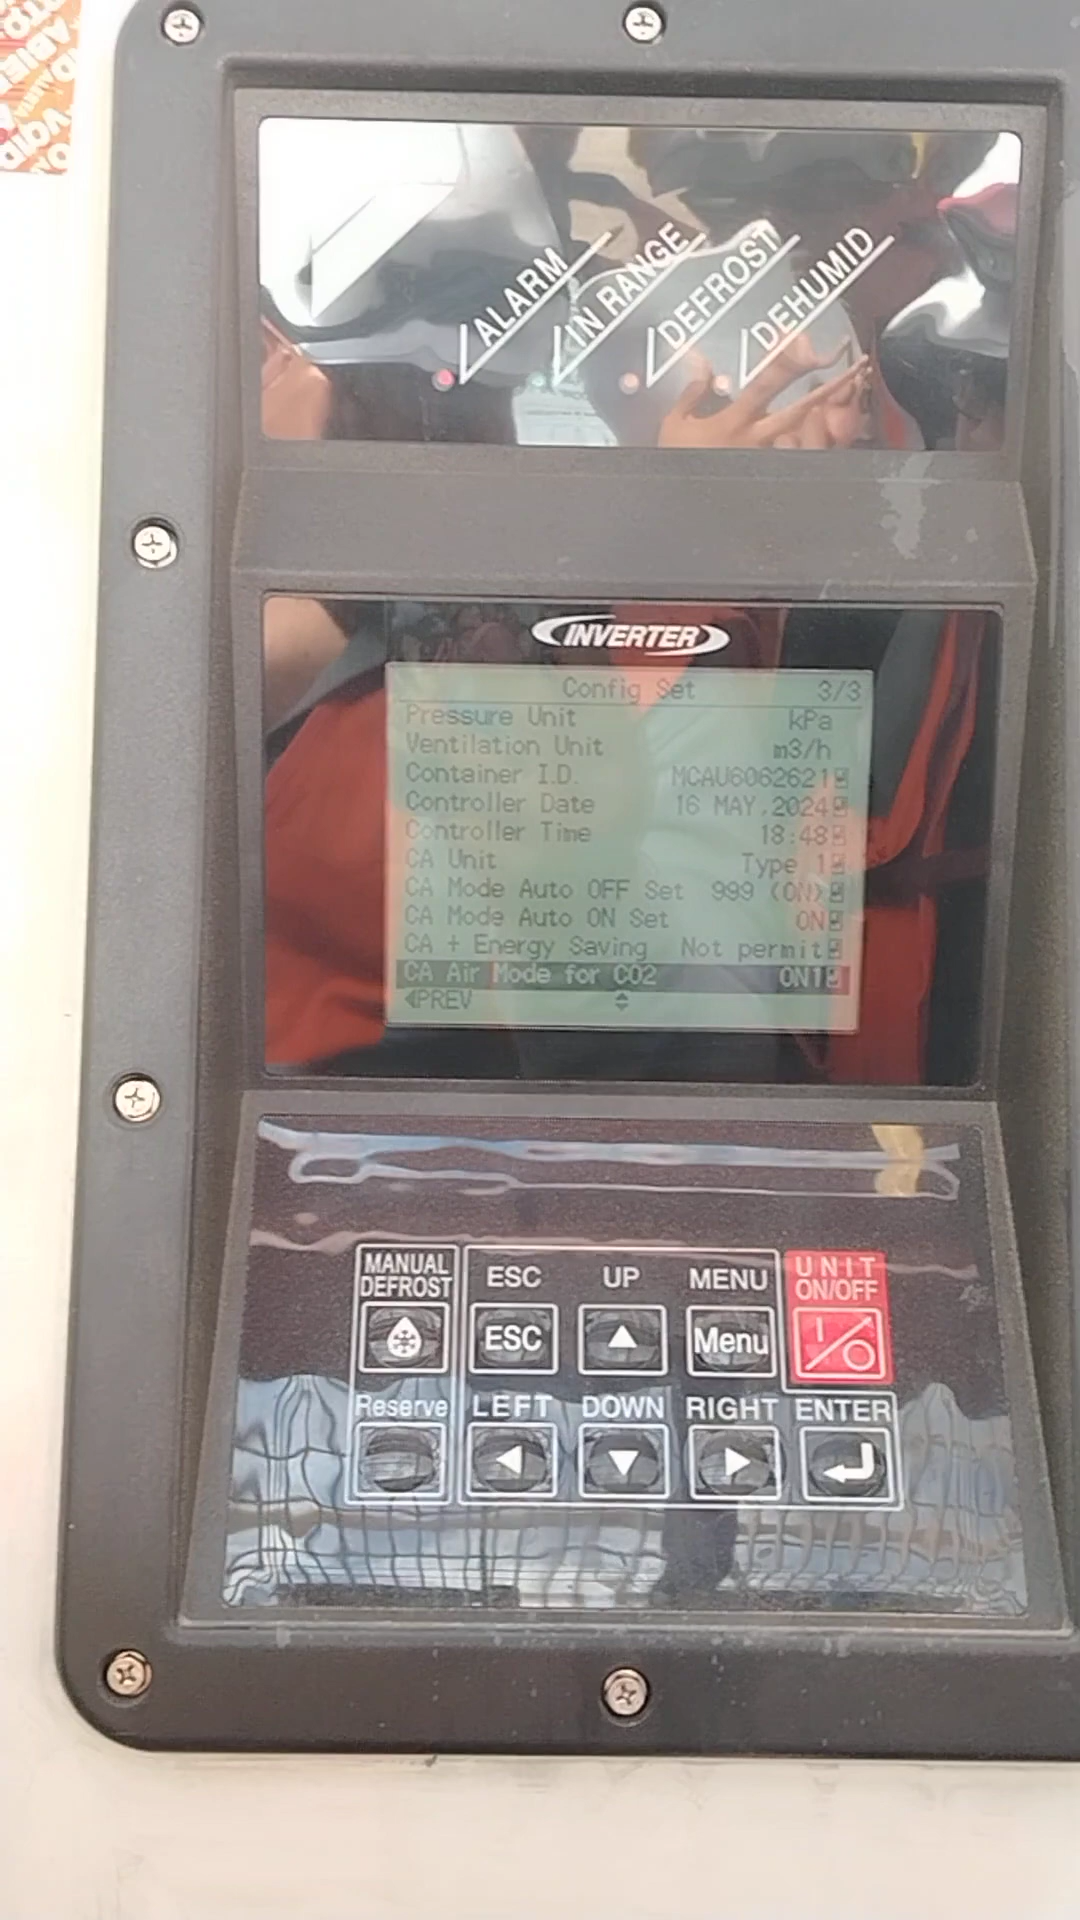 ALARM
IN RANGE
DEFROST
DEHUMID
INVERTER
Config Set 3/3
Pressure Unit kPa
Ventilation Unit m3/h
Container I.D. MCAU6062621
Controller Date 16 MAY,2024
Controller Time 18:48
CA Unit Type 1
CA Mode Auto OFF Set 999 (ON)
CA Mode Auto ON Set ON
CA + Energy Saving Not permit
CA Air Mode for CO2 ON1
PREV
MANUAL DEFROST
ESC
UP
MENU
UNIT ON/OFF
ESC
Menu
Reserve
LEFT
DOWN
RIGHT
ENTER
VOID